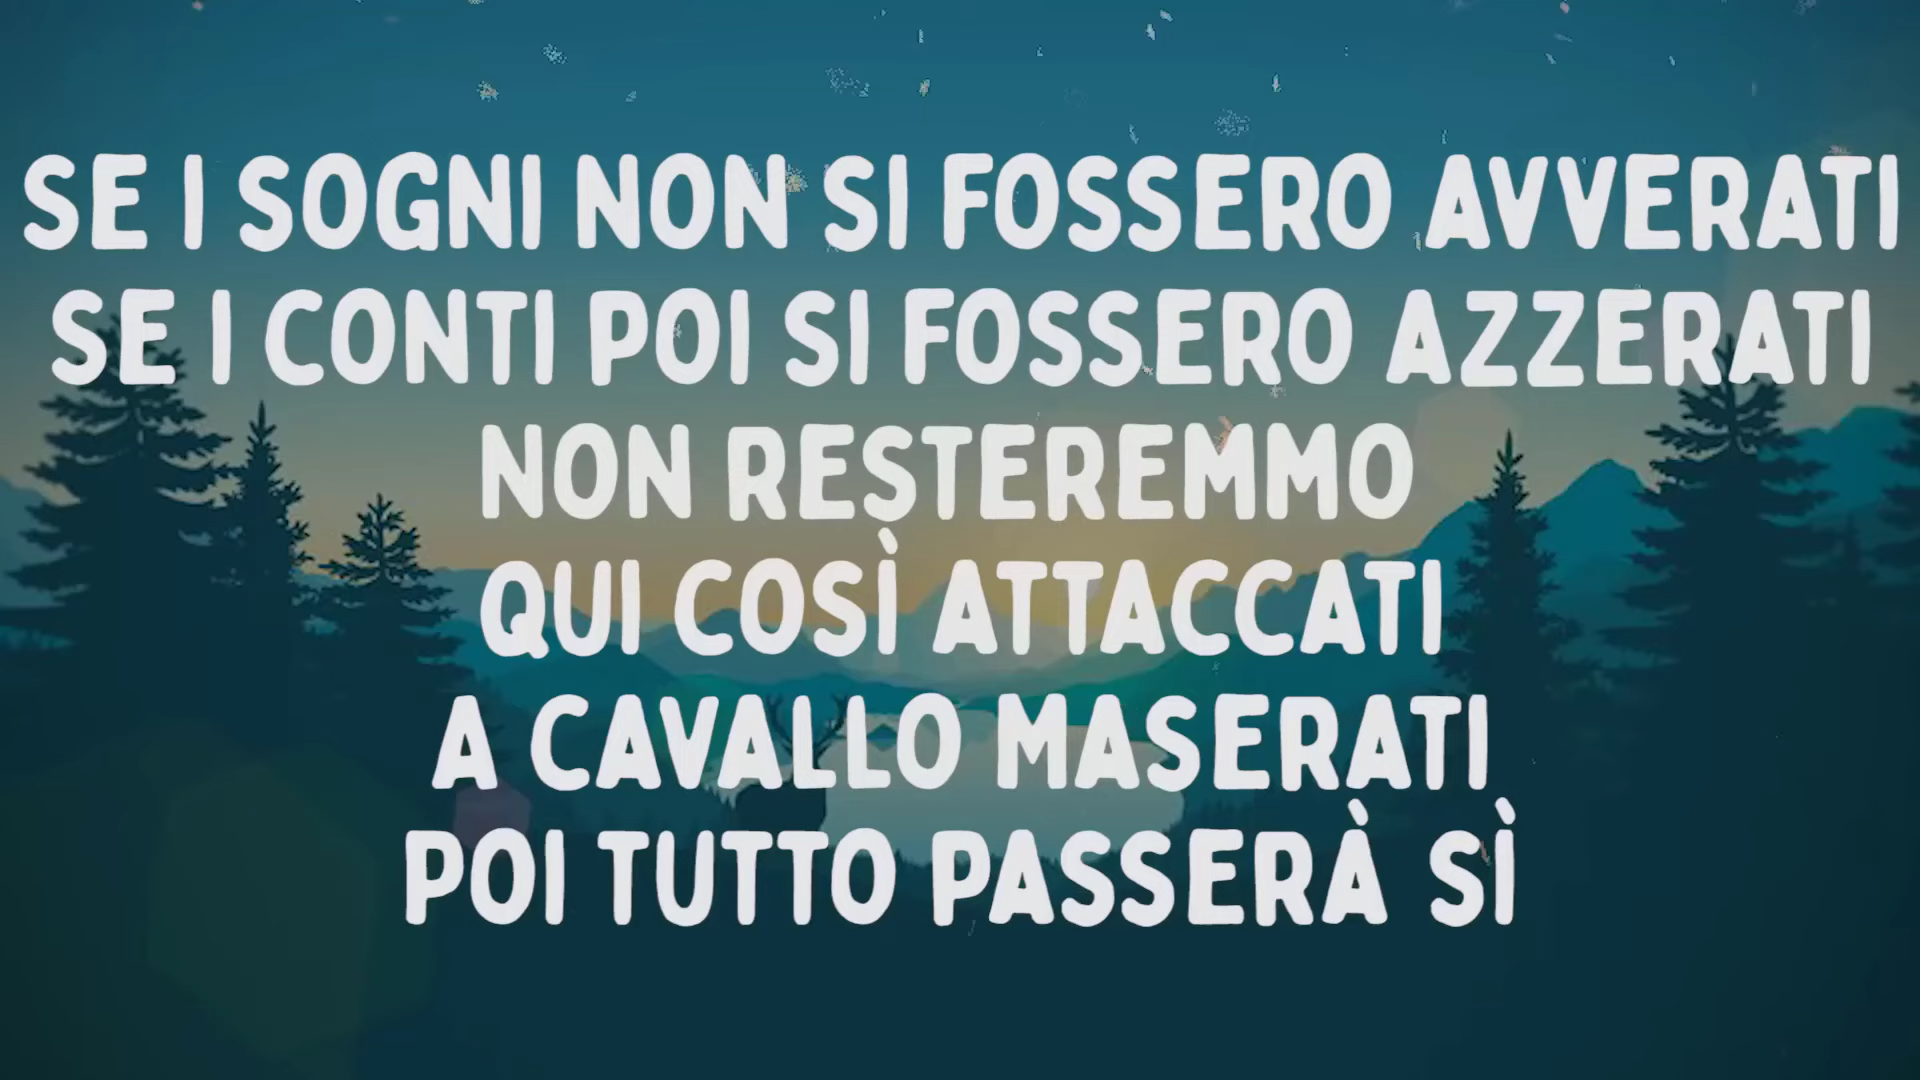 SE I SOGNI NON SI FOSSERO AVVERATI
SE I CONTI POI SI FOSSERO AZZERATI
NON RESTEREMMO
QUI COSÌ ATTACCATI
A CAVALLO MASERATI
POI TUTTO PASSERÀ SÌ